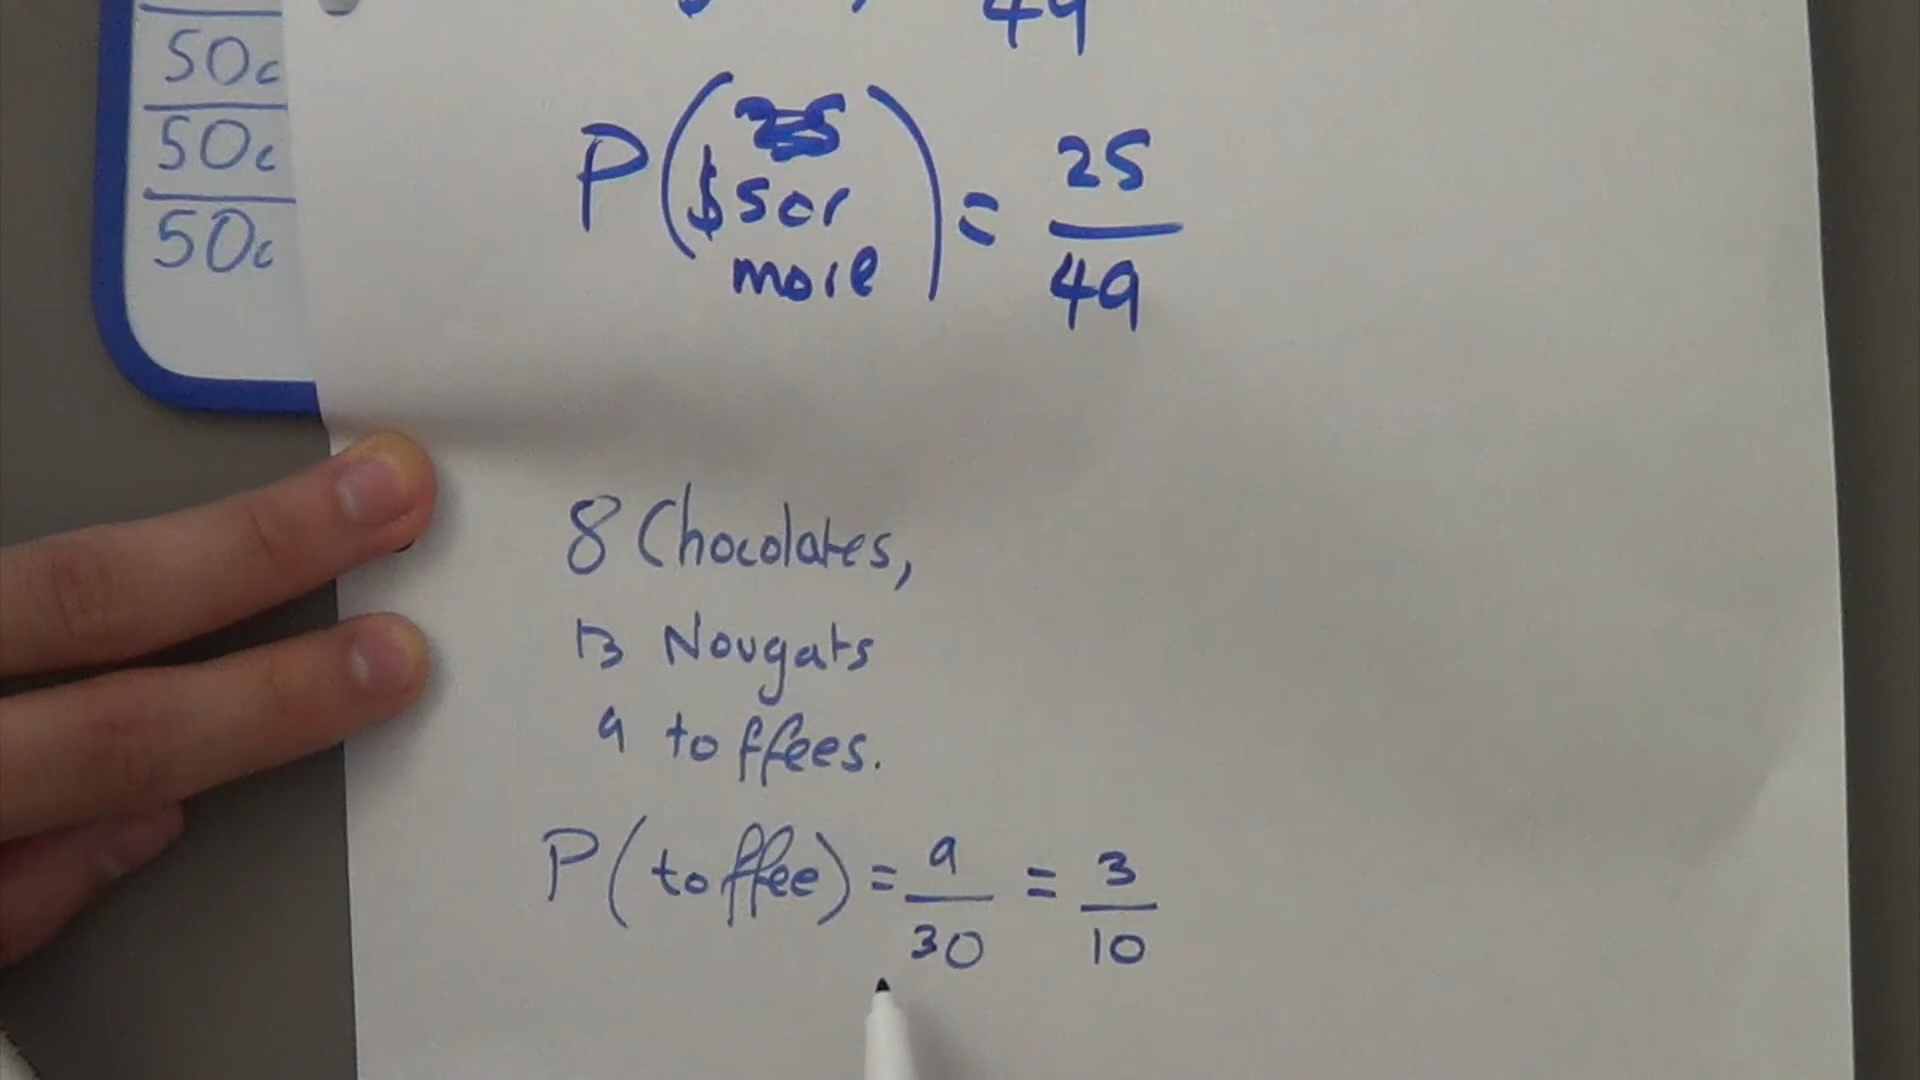 50c
50c
50c
49
P($5 or more) = 25/49
8 Chocolates,
13 Nougats
9 toffees.
P(toffee) = 9/30 = 3/10